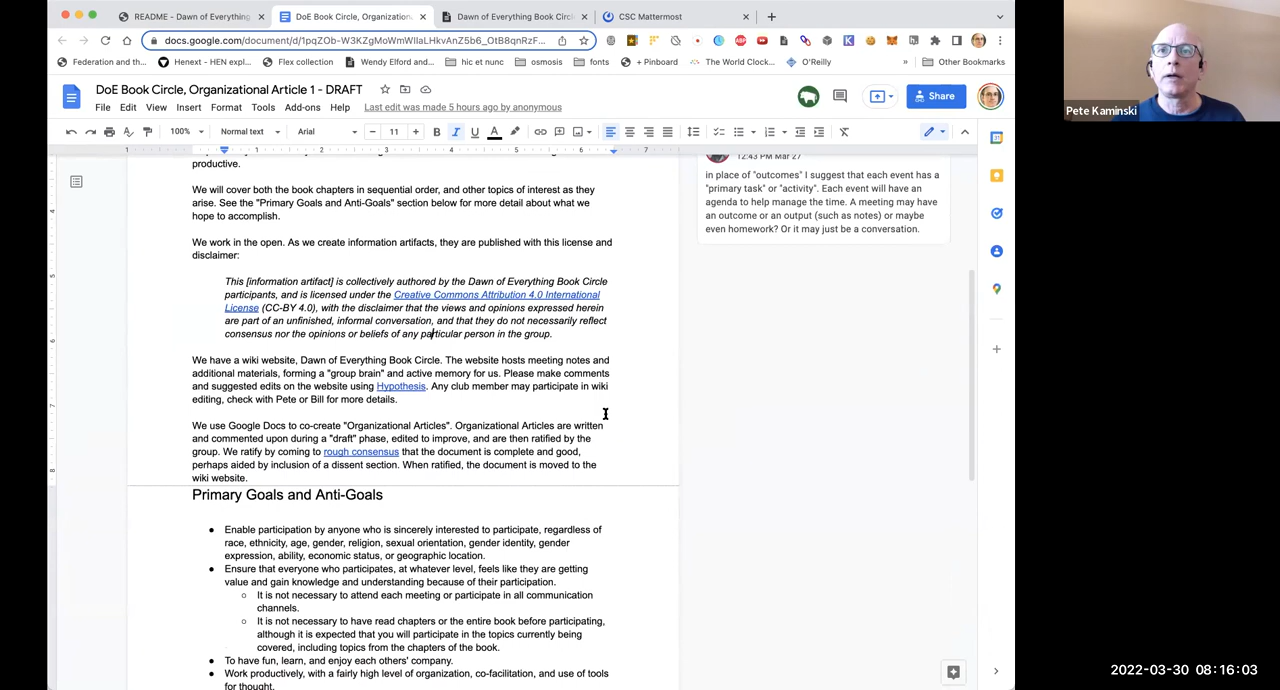 README - Dawn of Everything
DoE Book Circle, Organizational
Dawn of Everything Book Circ
CSC Mattermost
docs.google.com/document/d/1pqZOb-W3KZgMoWmWIIaLHkvAnZ5b6_OtB8qnRzF...
Federation and th...
Henext - HEN expl...
Flex collection
Wendy Elford and...
hic et nunc
osmosis
fonts
+ Pinboard
The World Clock...
O'Reilly
»
Other Bookmarks
DoE Book Circle, Organizational Article 1 - DRAFT
File Edit View Insert Format Tools Add-ons Help Last edit was made 5 hours ago by anonymous
Share
100% Normal text Arial 11
1 1 2 3 4 5 6 7
productive.
We will cover both the book chapters in sequential order, and other topics of interest as they
arise. See the "Primary Goals and Anti-Goals" section below for more detail about what we
hope to accomplish.
We work in the open. As we create information artifacts, they are published with this license and
disclaimer:
This [information artifact] is collectively authored by the Dawn of Everything Book Circle
participants, and is licensed under the Creative Commons Attribution 4.0 International
License (CC-BY 4.0), with the disclaimer that the views and opinions expressed herein
are part of an unfinished, informal conversation, and that they do not necessarily reflect
consensus nor the opinions or beliefs of any particular person in the group.
We have a wiki website, Dawn of Everything Book Circle. The website hosts meeting notes and
additional materials, forming a "group brain" and active memory for us. Please make comments
and suggested edits on the website using Hypothesis. Any club member may participate in wiki
editing, check with Pete or Bill for more details.
We use Google Docs to co-create "Organizational Articles". Organizational Articles are written
and commented upon during a "draft" phase, edited to improve, and are then ratified by the
group. We ratify by coming to rough consensus that the document is complete and good,
perhaps aided by inclusion of a dissent section. When ratified, the document is moved to the
wiki website.
Primary Goals and Anti-Goals
Enable participation by anyone who is sincerely interested to participate, regardless of
race, ethnicity, age, gender, religion, sexual orientation, gender identity, gender
expression, ability, economic status, or geographic location.
Ensure that everyone who participates, at whatever level, feels like they are getting
value and gain knowledge and understanding because of their participation.
It is not necessary to attend each meeting or participate in all communication
channels.
It is not necessary to have read chapters or the entire book before participating,
although it is expected that you will participate in the topics currently being
covered, including topics from the chapters of the book.
To have fun, learn, and enjoy each others' company.
Work productively, with a fairly high level of organization, co-facilitation, and use of tools
for thought.
12:43 PM Mar 27
in place of "outcomes" I suggest that each event has a
"primary task" or "activity". Each event will have an
agenda to help manage the time. A meeting may have
an outcome or an output (such as notes) or maybe
even homework? Or it may just be a conversation.
Pete Kaminski
2022-03-30 08:16:03